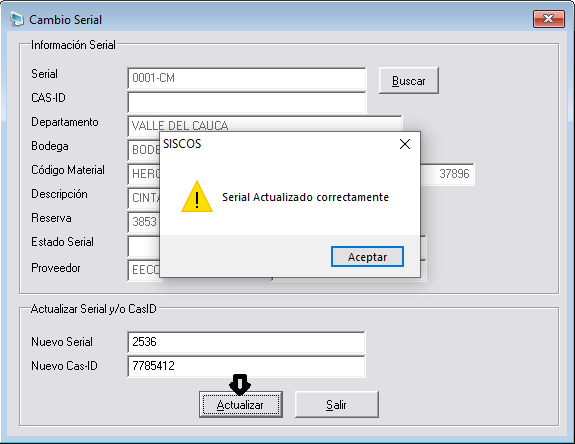 Cambio Serial
Información Serial
Serial 0001-CM Buscar
CAS-ID
Departamento VALLE DEL CAUCA
Bodega BODE
SISCOS
Código Material HERC 37896
Serial Actualizado correctamente
Descripción CINTA
Reserva 3853
Estado Serial
Aceptar
Proveedor EECO
Actualizar Serial y/o CasID
Nuevo Serial 2536
Nuevo Cas-ID 7785412
Actualizar Salir